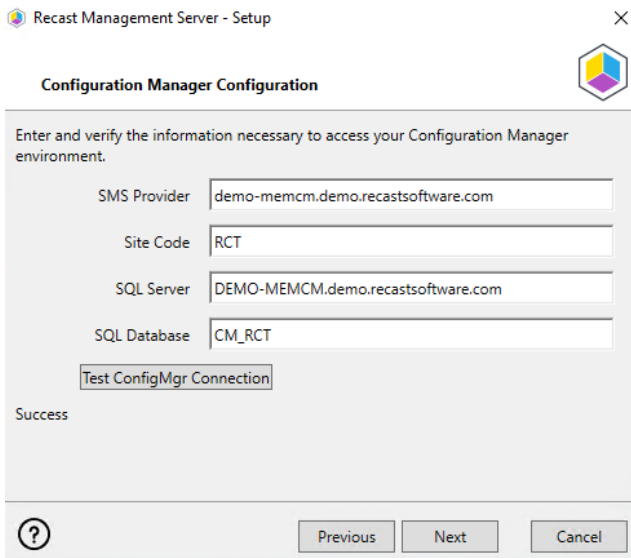 Recast Management Server - Setup
Configuration Manager Configuration
Enter and verify the information necessary to access your Configuration Manager
environment.
SMS Provider demo-memcm.demo.recastsoftware.com
Site Code RCT
SQL Server DEMO-MEMCM.demo.recastsoftware.com
SQL Database CM_RCT
Test ConfigMgr Connection
Success
? Previous Next Cancel